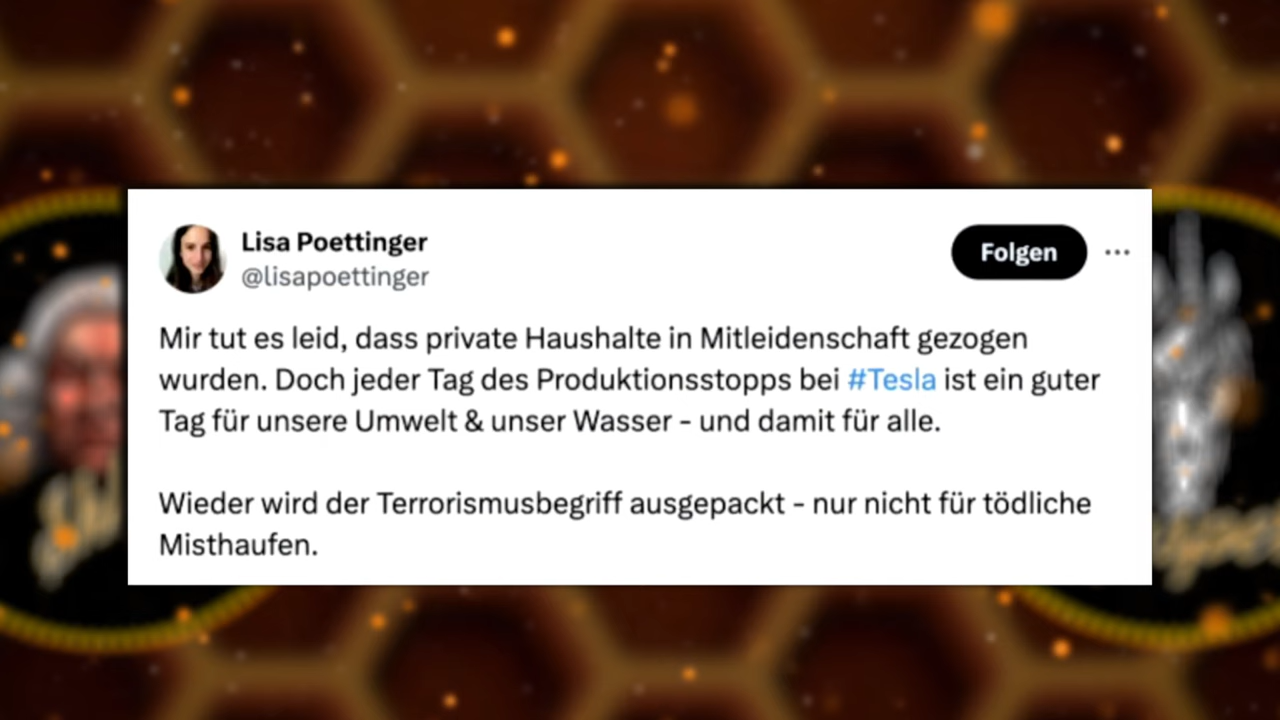 Lisa Poettinger
@lisapoettinger
Folgen
Mir tut es leid, dass private Haushalte in Mitleidenschaft gezogen
wurden. Doch jeder Tag des Produktionsstopps bei #Tesla ist ein guter
Tag für unsere Umwelt & unser Wasser – und damit für alle.
Wieder wird der Terrorismusbegriff ausgepackt – nur nicht für tödliche
Misthaufen.